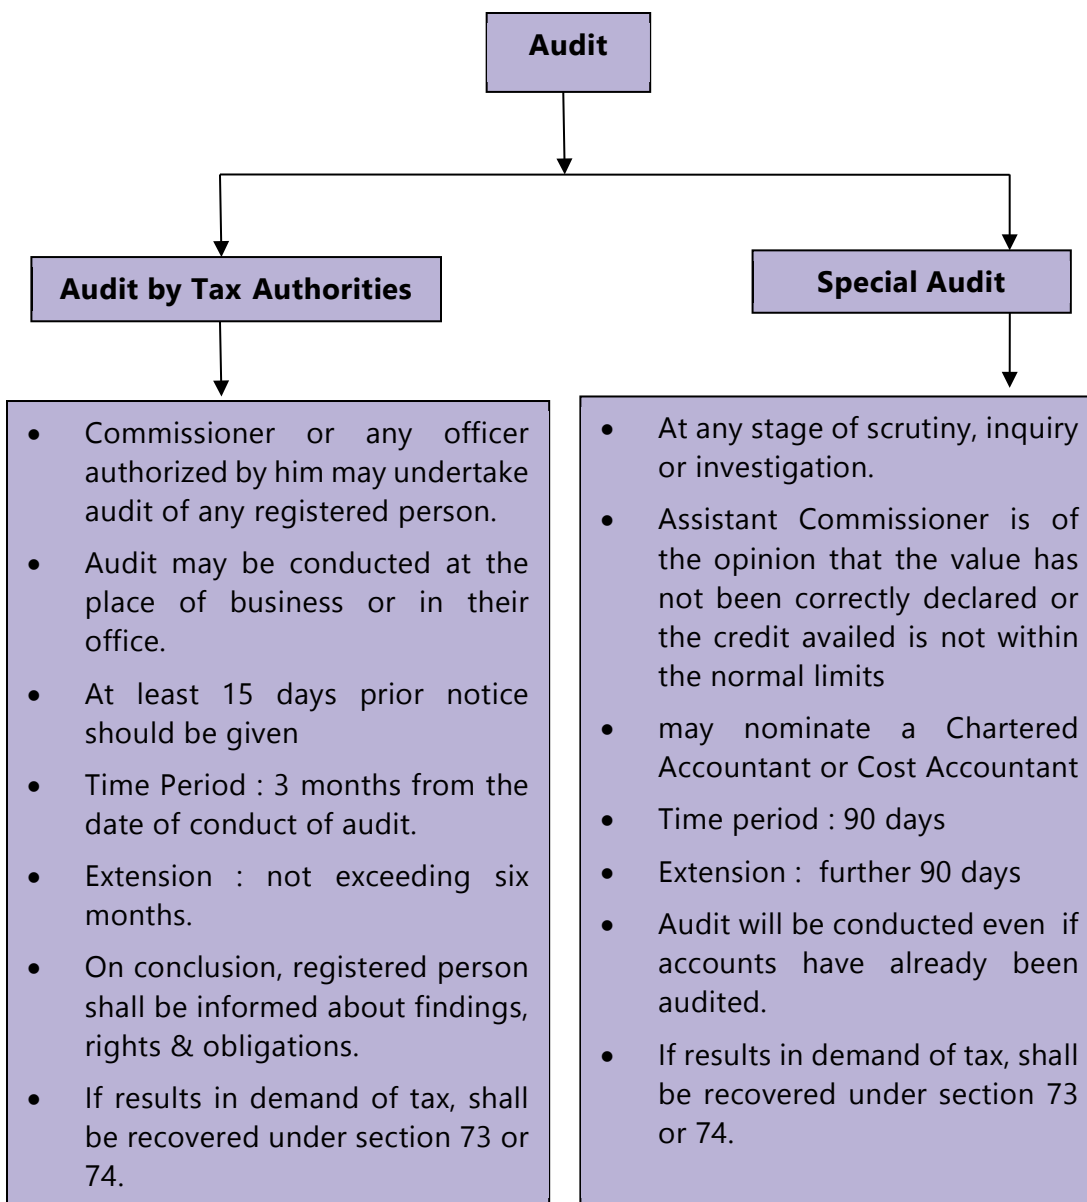 Audit
Audit by Tax Authorities
Special Audit
• Commissioner or any officer
authorized by him may undertake
audit of any registered person.
• Audit may be conducted at the
place of business or in their
office.
• At least 15 days prior notice
should be given
• Time Period : 3 months from the
date of conduct of audit.
• Extension : not exceeding six
months.
• On conclusion, registered person
shall be informed about findings,
rights & obligations.
• If results in demand of tax, shall
be recovered under section 73 or
74.
• At any stage of scrutiny, inquiry
or investigation.
• Assistant Commissioner is of
the opinion that the value has
not been correctly declared or
the credit availed is not within
the normal limits
• may nominate a Chartered
Accountant or Cost Accountant
• Time period : 90 days
• Extension : further 90 days
• Audit will be conducted even if
accounts have already been
audited.
• If results in demand of tax, shall
be recovered under section 73
or 74.